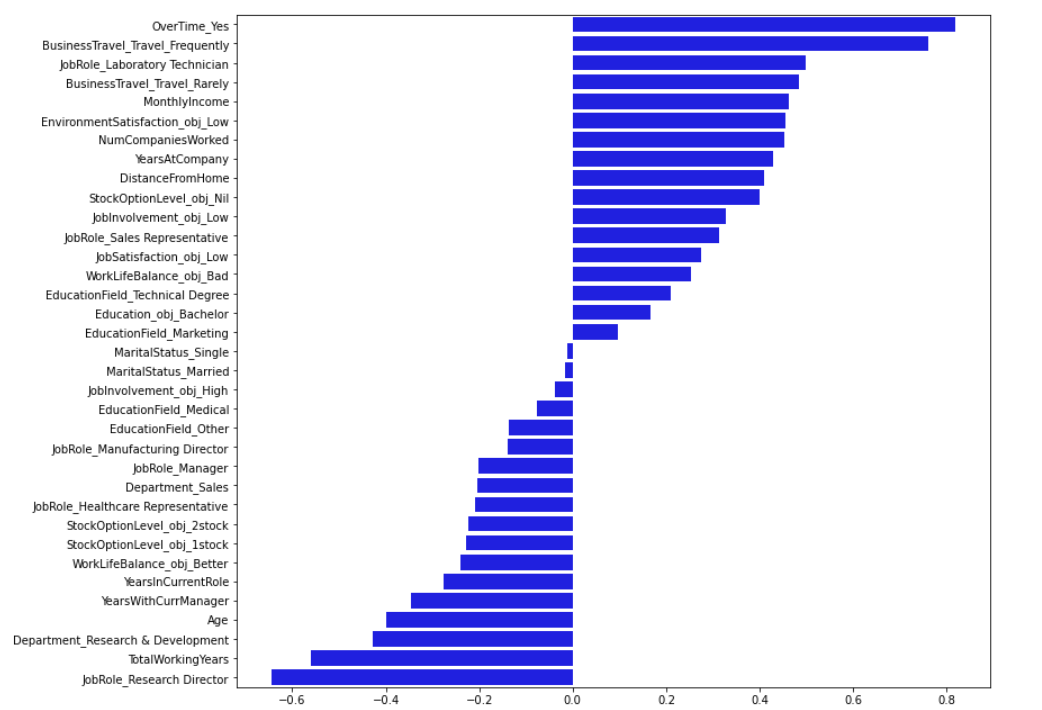 OverTime_Yes
BusinessTravel_Travel_Frequently
JobRole_Laboratory Technician
BusinessTravel_Travel_Rarely
MonthlyIncome
EnvironmentSatisfaction_obj_Low
NumCompaniesWorked
YearsAtCompany
DistanceFromHome
StockOptionLevel_obj_Nil
JobInvolvement_obj_Low
JobRole_Sales Representative
JobSatisfaction_obj_Low
WorkLifeBalance_obj_Bad
EducationField_Technical Degree
Education_obj_Bachelor
EducationField_Marketing
MaritalStatus_Single
MaritalStatus_Married
JobInvolvement_obj_High
EducationField_Medical
EducationField_Other
JobRole_Manufacturing Director
JobRole_Manager
Department_Sales
JobRole_Healthcare Representative
StockOptionLevel_obj_2stock
StockOptionLevel_obj_1stock
WorkLifeBalance_obj_Better
YearsInCurrentRole
YearsWithCurrManager
Age
Department_Research & Development
TotalWorkingYears
JobRole_Research Director
−0.6 −0.4 −0.2 0.0 0.2 0.4 0.6 0.8